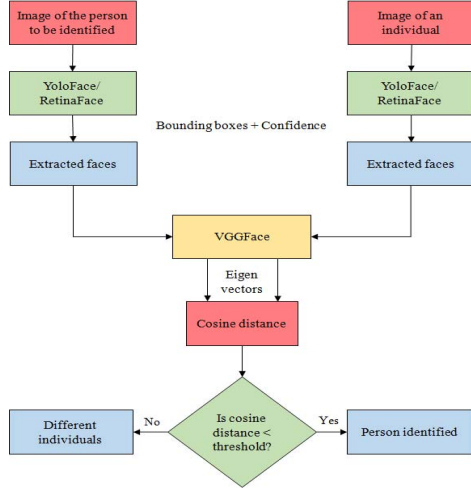 Image of the person
to be identified
Image of an
individual
YoloFace/
RetinaFace
YoloFace/
RetinaFace
Bounding boxes + Confidence
Extracted faces
Extracted faces
VGGFace
Eigen
vectors
Cosine distance
Is cosine
distance <
threshold?
No
Yes
Different
individuals
Person identified